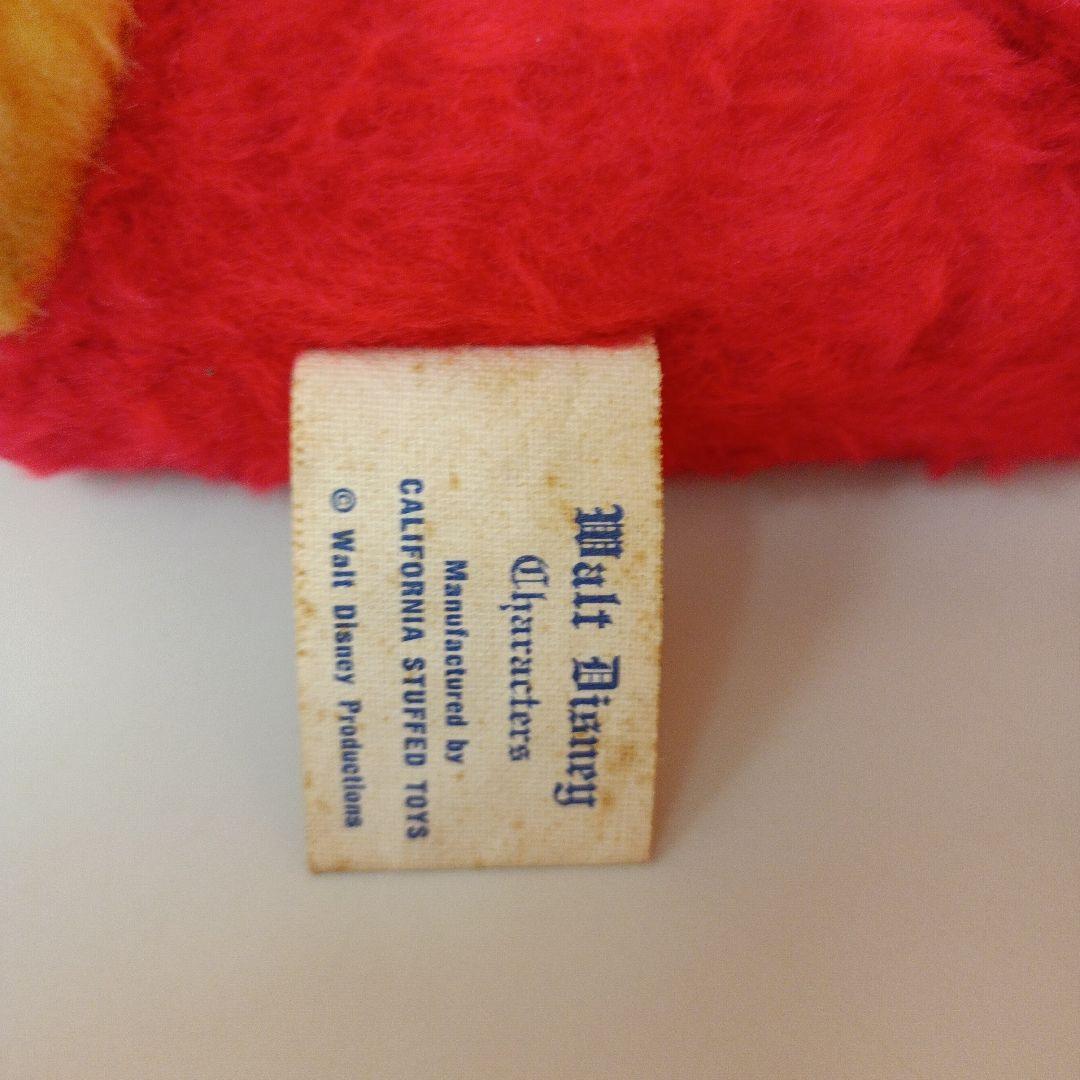 Walt Disney
Characters
Manufactured by
CALIFORNIA STUFFED TOYS
© Walt Disney Productions